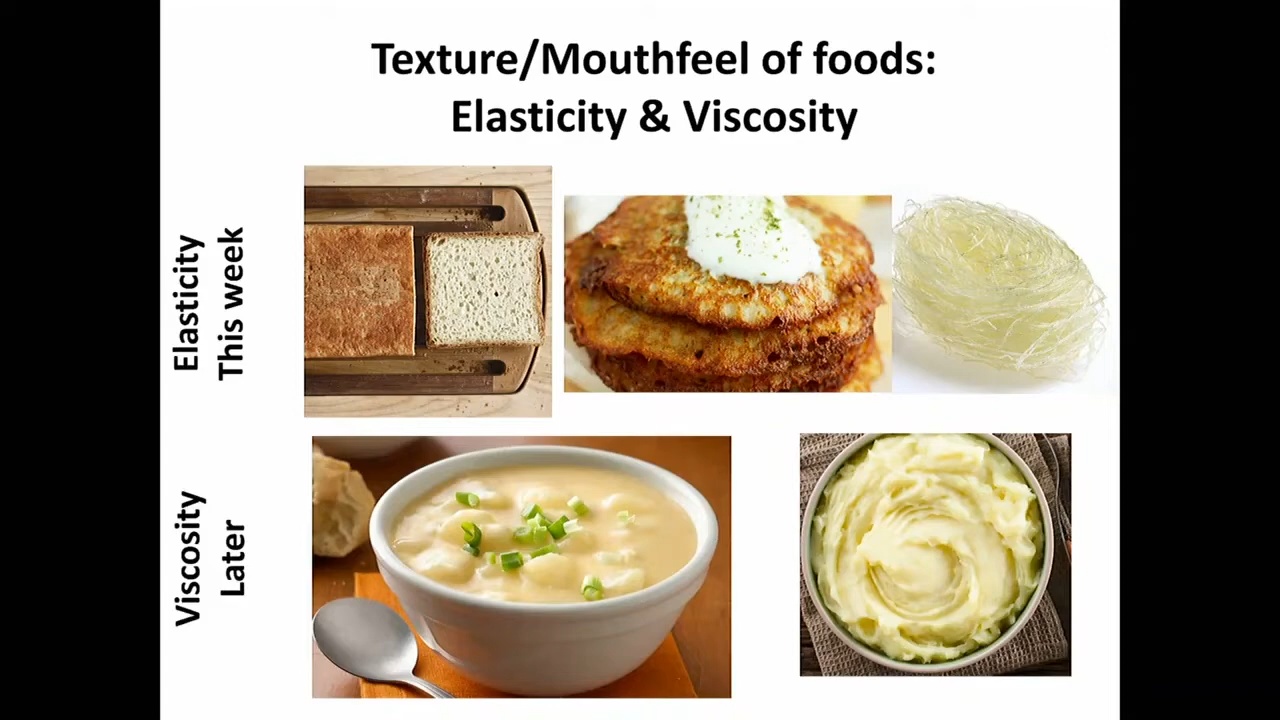 Texture/Mouthfeel of foods:
Elasticity & Viscosity
Elasticity
This week
Viscosity
Later